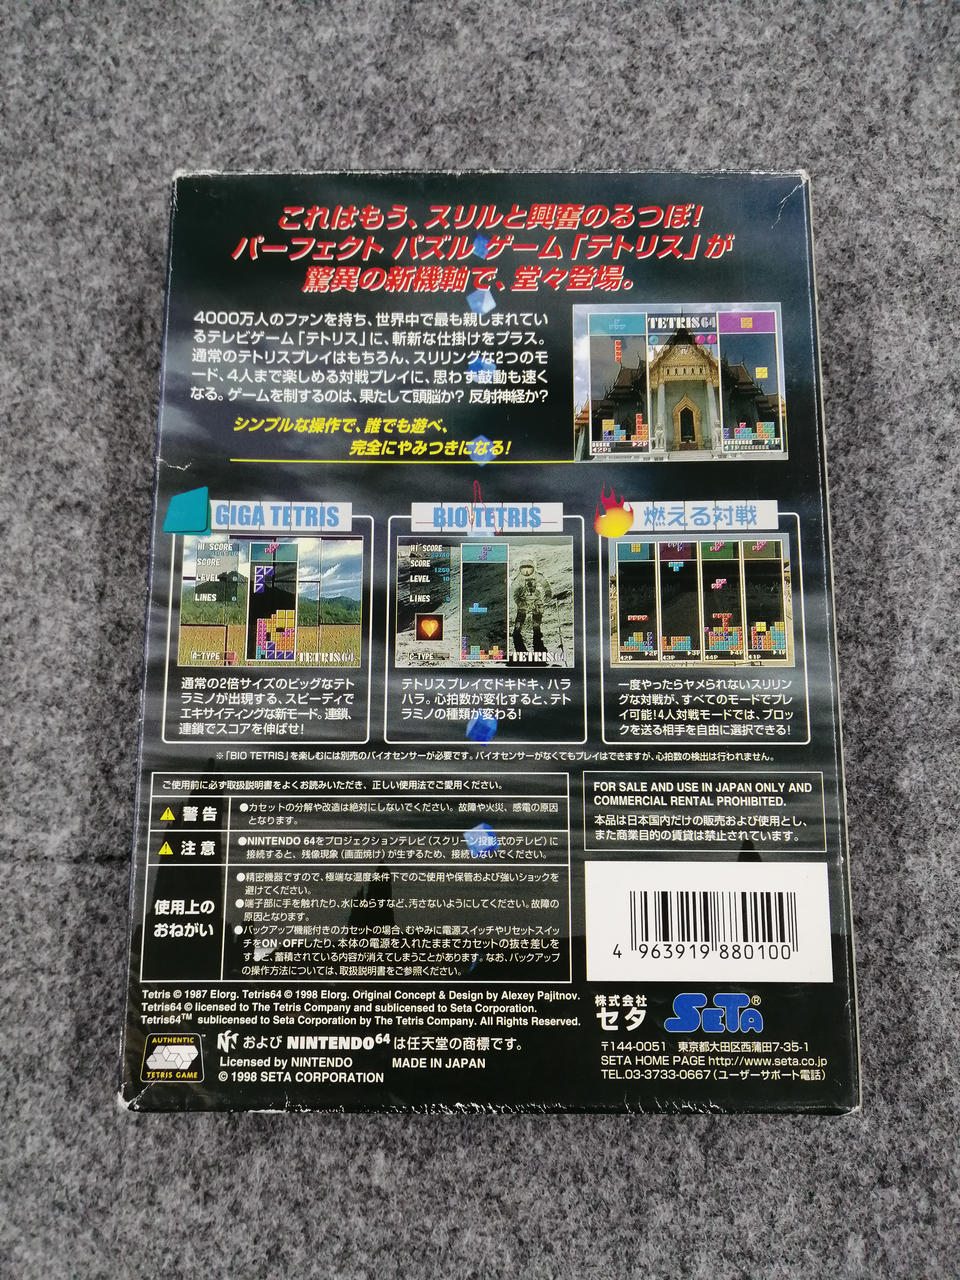 これはもう、スリルと興奮のるつぼ!
パーフェクト パズル ゲーム「テトリス」が
驚異の新機軸で、堂々登場。
4000万人のファンを持ち、世界中で最も親しまれてい
るテレビゲーム「テトリス」に、斬新な仕掛けをプラス。
通常のテトリスプレイはもちろん、スリリングな2つのモ
ード、4人まで楽しめる対戦プレイに、思わず鼓動も速く
なる。ゲームを制するのは、果たして頭脳か? 反射神経か?
シンプルな操作で、誰でも遊べ、
完全にやみつきになる!
TETRIS64
GIGA TETRIS
HI SCORE
SCORE
LEVEL
LINES
A-TYPE
TETRIS64
通常の2倍サイズのビッグなテト
ラミノが出現する、スピーディで
エキサイティングな新モード。連鎖、
連鎖でスコアを伸ばせ!
BIO TETRIS
HI SCORE
SCORE
LEVEL
LINES
C-TYPE
TETRIS64
テトリスプレイでドキドキ、ハラ
ハラ。心拍数が変化すると、テト
ラミノの種類が変わる!
燃える対戦
一度やったらヤメられないスリリン
グな対戦が、すべてのモードでプレ
イ可能!4人対戦モードでは、ブロッ
クを送る相手を自由に選択できる!
※「BIO TETRIS」を楽しむには別売のバイオセンサーが必要です。バイオセンサーがなくてもプレイはできますが、心拍数の検出は行われません。
ご使用前に必ず取扱説明書をよくお読みいただき、正しい使用法でご愛用ください。
警告
●カセットの分解や改造は絶対にしないでください。故障や火災、感電の原因
となります。
注意
●NINTENDO 64をプロジェクションテレビ(スクリーン投影式のテレビ)に
接続すると、残像現象(画面焼け)が生ずるため、接続しないでください。
使用上の
おねがい
●精密機器ですので、極端な温度条件下でのご使用や保管および強いショックを
避けてください。
●端子部に手を触れたり、水にぬらすなど、汚さないようにしてください。故障の
原因となります。
●バックアップ機能付きのカセットの場合、むやみに電源スイッチやリセットスイッ
チをON・OFFしたり、本体の電源を入れたままでカセットの抜き差しを
すると、蓄積されている内容が消えてしまうことがあります。なお、バックアップ
の操作方法については、取扱説明書をご参照ください。
FOR SALE AND USE IN JAPAN ONLY AND
COMMERCIAL RENTAL PROHIBITED.
本品は日本国内だけの販売および使用とし、
また商業目的の賃貸は禁止されています。
4 963919 880100
Tetris © 1987 Elorg. Tetris64 © 1998 Elorg. Original Concept & Design by Alexey Pajitnov.
Tetris64 © licensed to The Tetris Company and sublicensed to Seta Corporation.
Tetris64™ sublicensed to Seta Corporation by The Tetris Company. All Rights Reserved.
AUTHENTIC
TETRIS GAME
および NINTENDO64 は任天堂の商標です。
Licensed by NINTENDO MADE IN JAPAN
© 1998 SETA CORPORATION
株式会社
セタ
SETA®
〒144-0051 東京都大田区西蒲田7-35-1
SETA HOME PAGE http://www.seta.co.jp
TEL.03-3733-0667(ユーザーサポート電話)